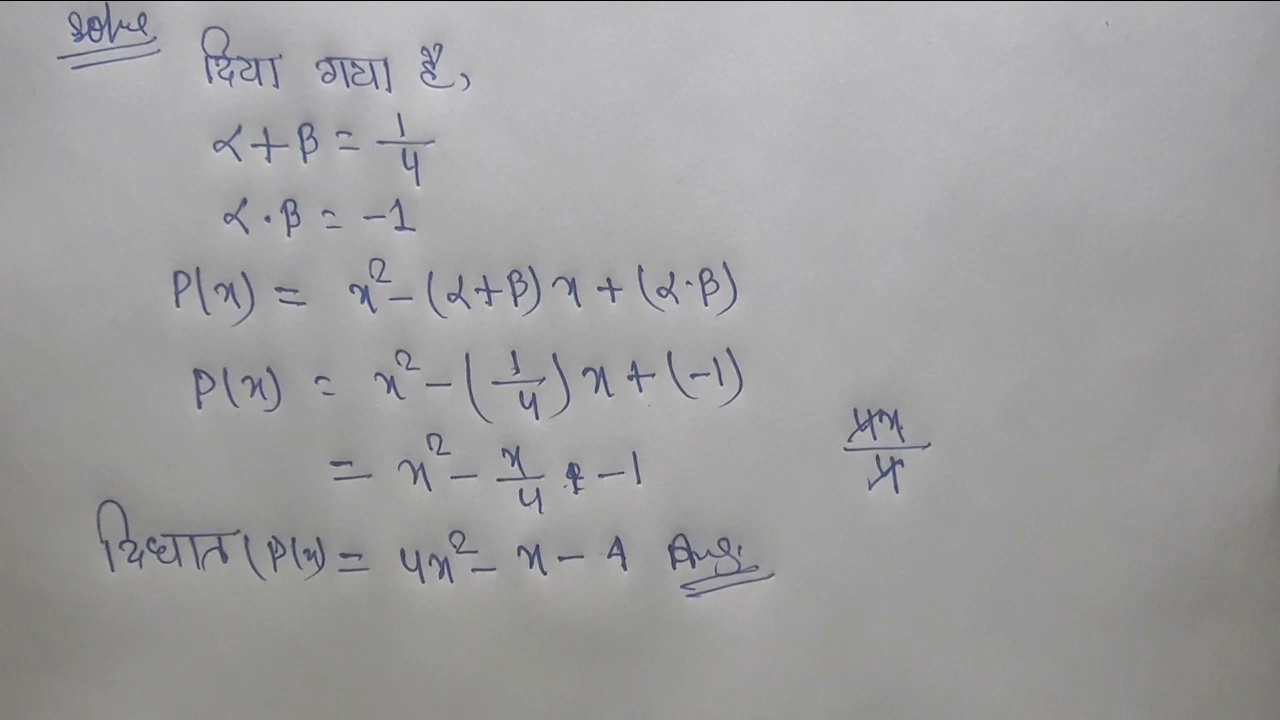 solve
दिया गया है,
α+β = 1/4
α·β = -1
P(x) = x² - (α+β) x + (α·β)
P(x) = x² - (1/4) x + (-1)
= x² - x/4 - 1
4x/4
द्विघात (P(x) = 4x² - x - 4 Ans: